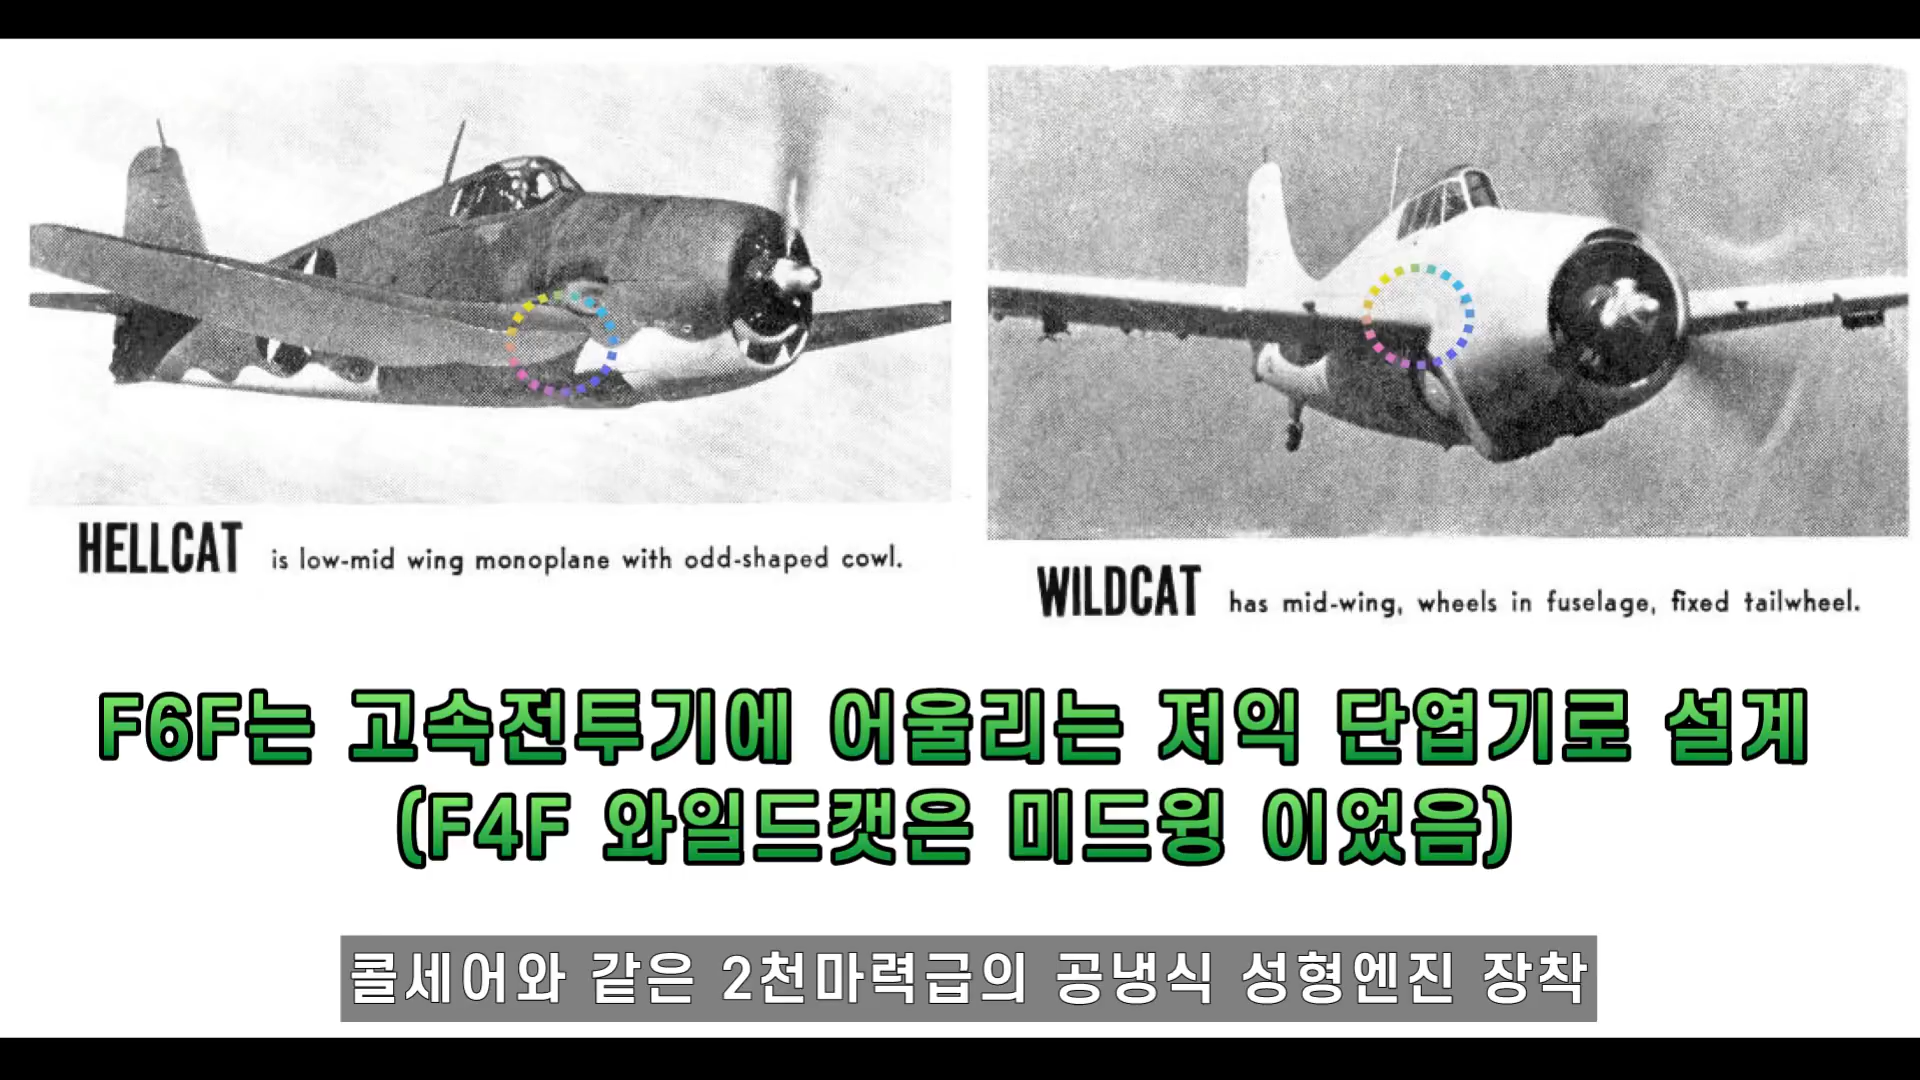 HELLCAT is low-mid wing monoplane with odd-shaped cowl.
WILDCAT has mid-wing, wheels in fuselage, fixed tailwheel.
F6F는 고속전투기에 어울리는 저익 단엽기로 설계
(F4F 와일드캣은 미드윙 이었음)
콜세어와 같은 2천마력급의 공냉식 성형엔진 장착